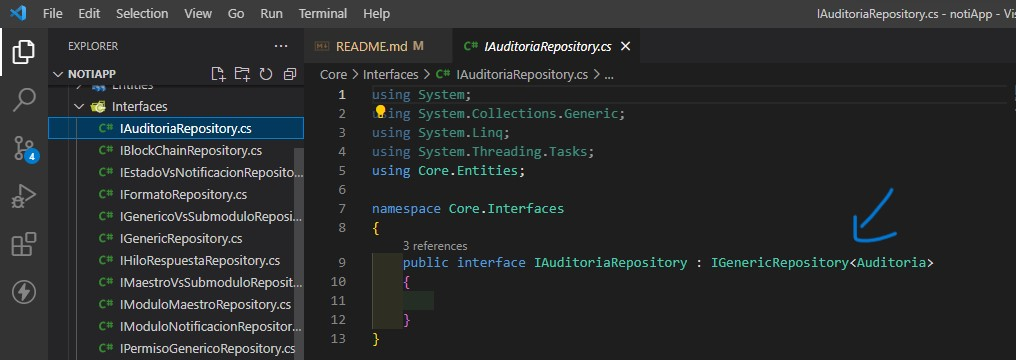 File Edit Selection View Go Run Terminal Help IAuditoriaRepository.cs - notiApp - Vis
EXPLORER
NOTIAPP
Entities
Interfaces
IAuditoriaRepository.cs
IBlockChainRepository.cs
IEstadoVsNotificacionReposito...
IFormatoRepository.cs
IGenericoVsSubmoduloReposi...
IGenericRepository.cs
IHiloRespuestaRepository.cs
IMaestroVsSubmoduloReposit...
IModuloMaestroRepository.cs
IModuloNotificacionRepositor...
IPermisoGenericoRepository.cs
4
README.md M
IAuditoriaRepository.cs
Core > Interfaces > IAuditoriaRepository.cs > ...
1 using System;
2 using System.Collections.Generic;
3 using System.Linq;
4 using System.Threading.Tasks;
5 using Core.Entities;
6
7 namespace Core.Interfaces
8 {
3 references
9 public interface IAuditoriaRepository : IGenericRepository<Auditoria>
10 {
11
12 }
13 }